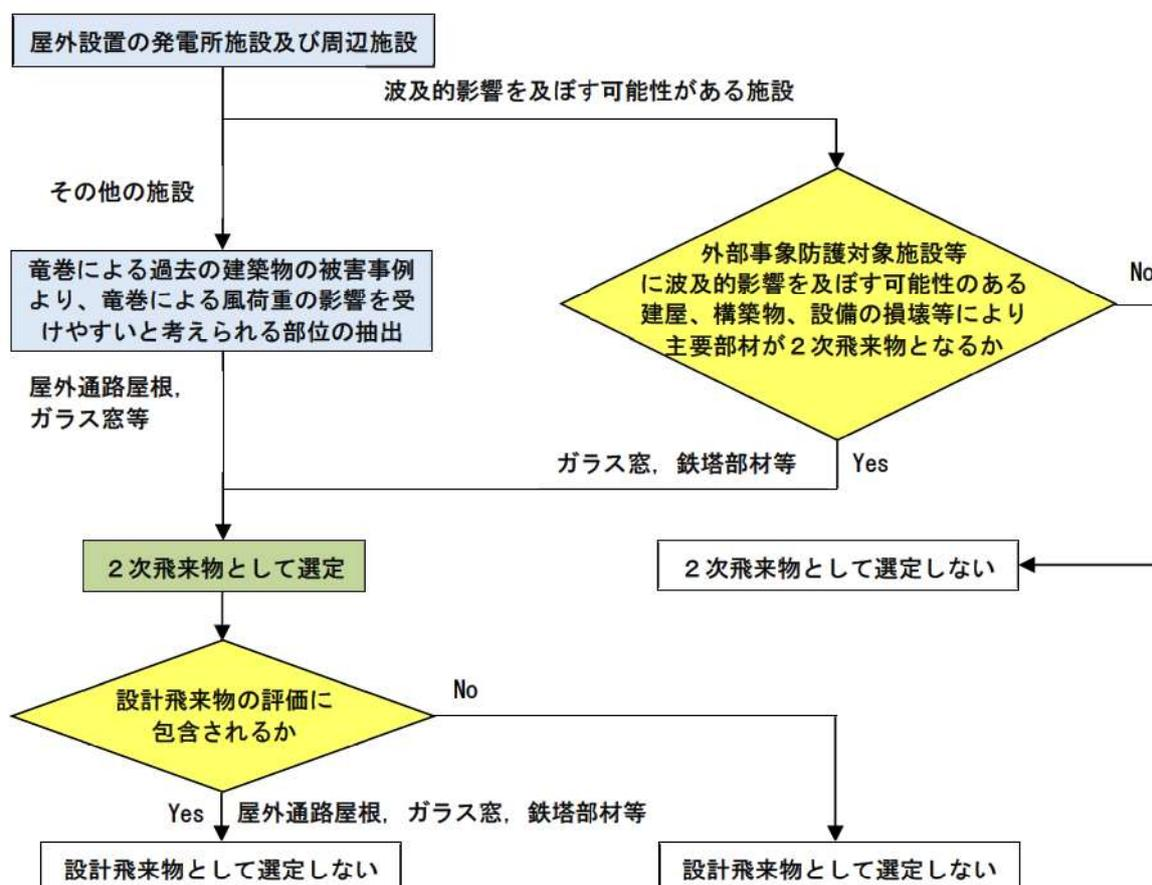 屋外設置の発電所施設及び周辺施設
波及的影響を及ぼす可能性がある施設
その他の施設
竜巻による過去の建築物の被害事例
より、竜巻による風荷重の影響を受
けやすいと考えられる部位の抽出
外部事象防護対象施設等
に波及的影響を及ぼす可能性のある
建屋、構築物、設備の損壊等により
主要部材が２次飛来物となるか
No
屋外通路屋根，
ガラス窓等
ガラス窓，鉄塔部材等
Yes
２次飛来物として選定
２次飛来物として選定しない
設計飛来物の評価に
包含されるか
No
Yes
屋外通路屋根，ガラス窓，鉄塔部材等
設計飛来物として選定しない
設計飛来物として選定しない